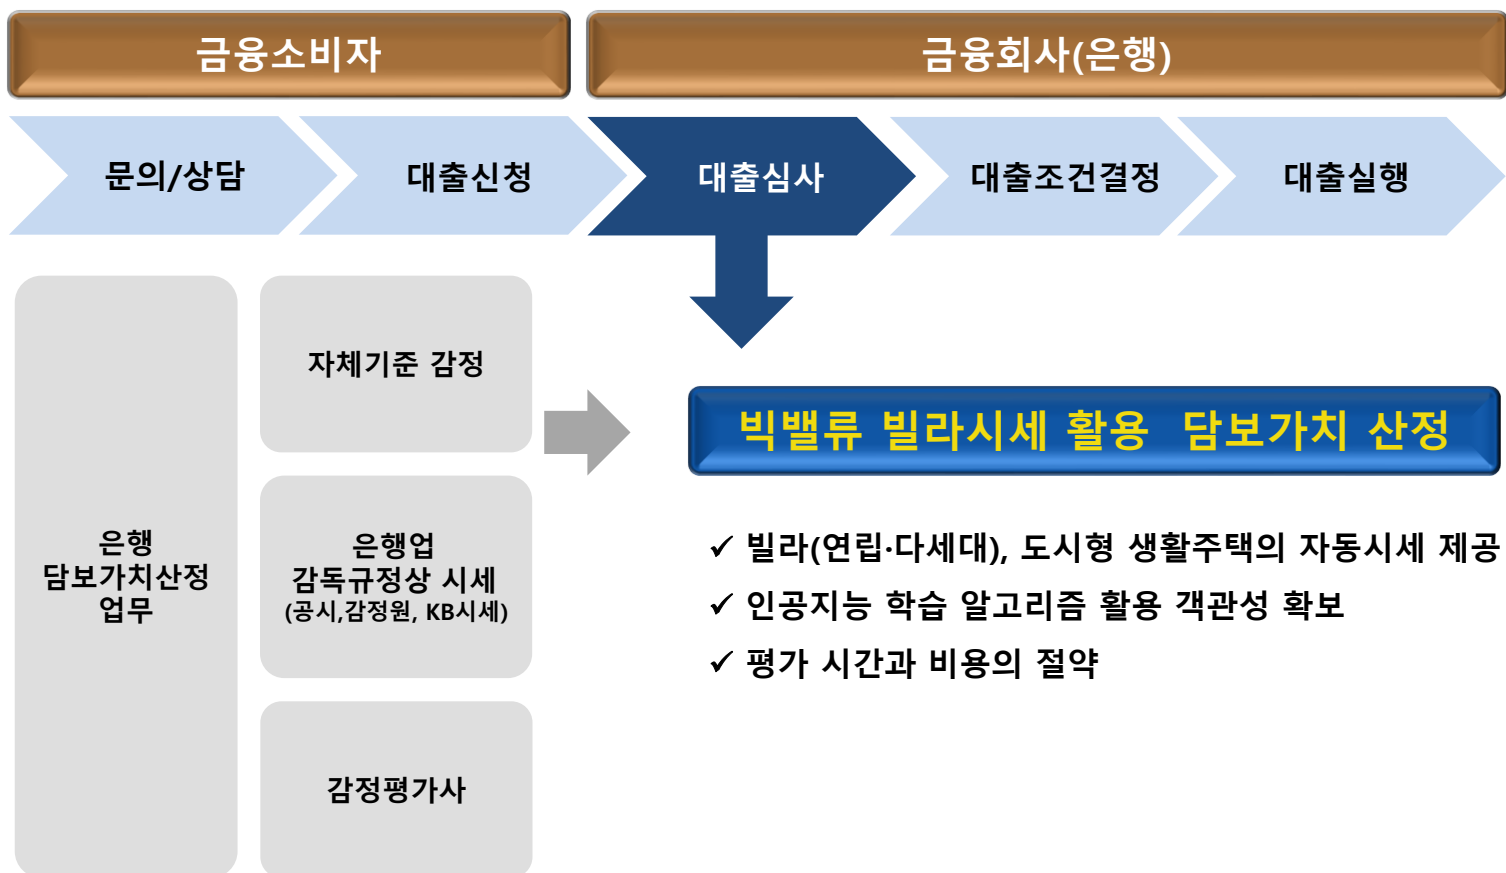 금융소비자
금융회사(은행)
문의/상담
대출신청
대출심사
대출조건결정
대출실행
은행
담보가치산정
업무
자체기준 감정
은행업
감독규정상 시세
(공시,감정원, KB시세)
감정평가사
빅밸류 빌라시세 활용 담보가치 산정
✓ 빌라(연립·다세대), 도시형 생활주택의 자동시세 제공
✓ 인공지능 학습 알고리즘 활용 객관성 확보
✓ 평가 시간과 비용의 절약